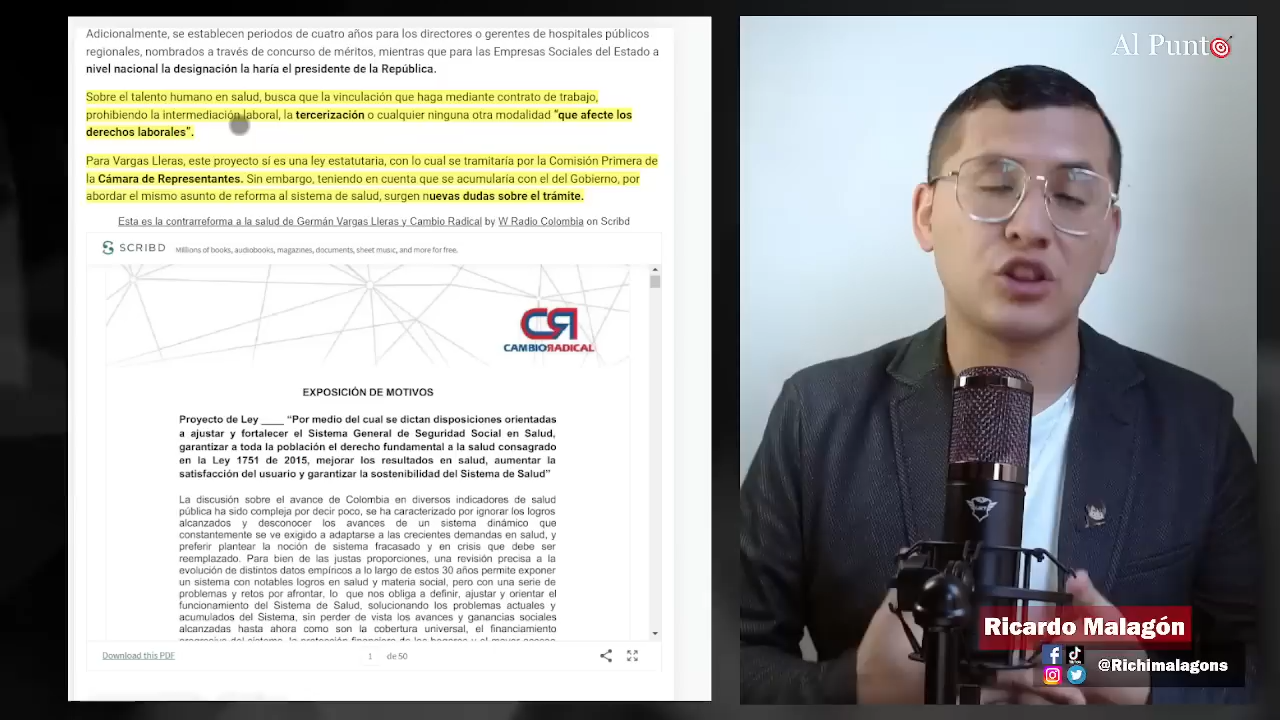 Adicionalmente, se establecen periodos de cuatro años para los directores o gerentes de hospitales públicos
regionales, nombrados a través de concurso de méritos, mientras que para las Empresas Sociales del Estado a
nivel nacional la designación la haría el presidente de la República.
Sobre el talento humano en salud, busca que la vinculación que haga mediante contrato de trabajo,
prohibiendo la intermediación laboral, la tercerización o cualquier ninguna otra modalidad “que afecte los
derechos laborales”.
Para Vargas Lleras, este proyecto sí es una ley estatutaria, con lo cual se tramitaría por la Comisión Primera de
la Cámara de Representantes. Sin embargo, teniendo en cuenta que se acumularía con el del Gobierno, por
abordar el mismo asunto de reforma al sistema de salud, surgen nuevas dudas sobre el trámite.
Esta es la contrarreforma a la salud de Germán Vargas Lleras y Cambio Radical by W Radio Colombia on Scribd
SCRIBD Millions of books, audiobooks, magazines, documents, sheet music, and more for free.
CR
CAMBIO RADICAL
EXPOSICIÓN DE MOTIVOS
Proyecto de Ley ____ “Por medio del cual se dictan disposiciones orientadas
a ajustar y fortalecer el Sistema General de Seguridad Social en Salud,
garantizar a toda la población el derecho fundamental a la salud consagrado
en la Ley 1751 de 2015, mejorar los resultados en salud, aumentar la
satisfacción del usuario y garantizar la sostenibilidad del Sistema de Salud”
La discusión sobre el avance de Colombia en diversos indicadores de salud
pública ha sido compleja por decir poco, se ha caracterizado por ignorar los logros
alcanzados y desconocer los avances de un sistema dinámico que
constantemente se ve exigido a adaptarse a las crecientes demandas en salud, y
preferir plantear la noción de sistema fracasado y en crisis que debe ser
reemplazado. Para bien de las justas proporciones, una revisión precisa a la
evolución de distintos datos empíricos a lo largo de estos 30 años permite exponer
un sistema con notables logros en salud y materia social, pero con una serie de
problemas y retos por afrontar, lo que nos obliga a definir, ajustar y orientar el
funcionamiento del Sistema de Salud, solucionando los problemas actuales y
acumulados del Sistema, sin perder de vista los avances y ganancias sociales
alcanzadas hasta ahora como son la cobertura universal, el financiamiento
Download this PDF
1 de 50
Al Punto
Ricardo Malagón
@Richimalagons